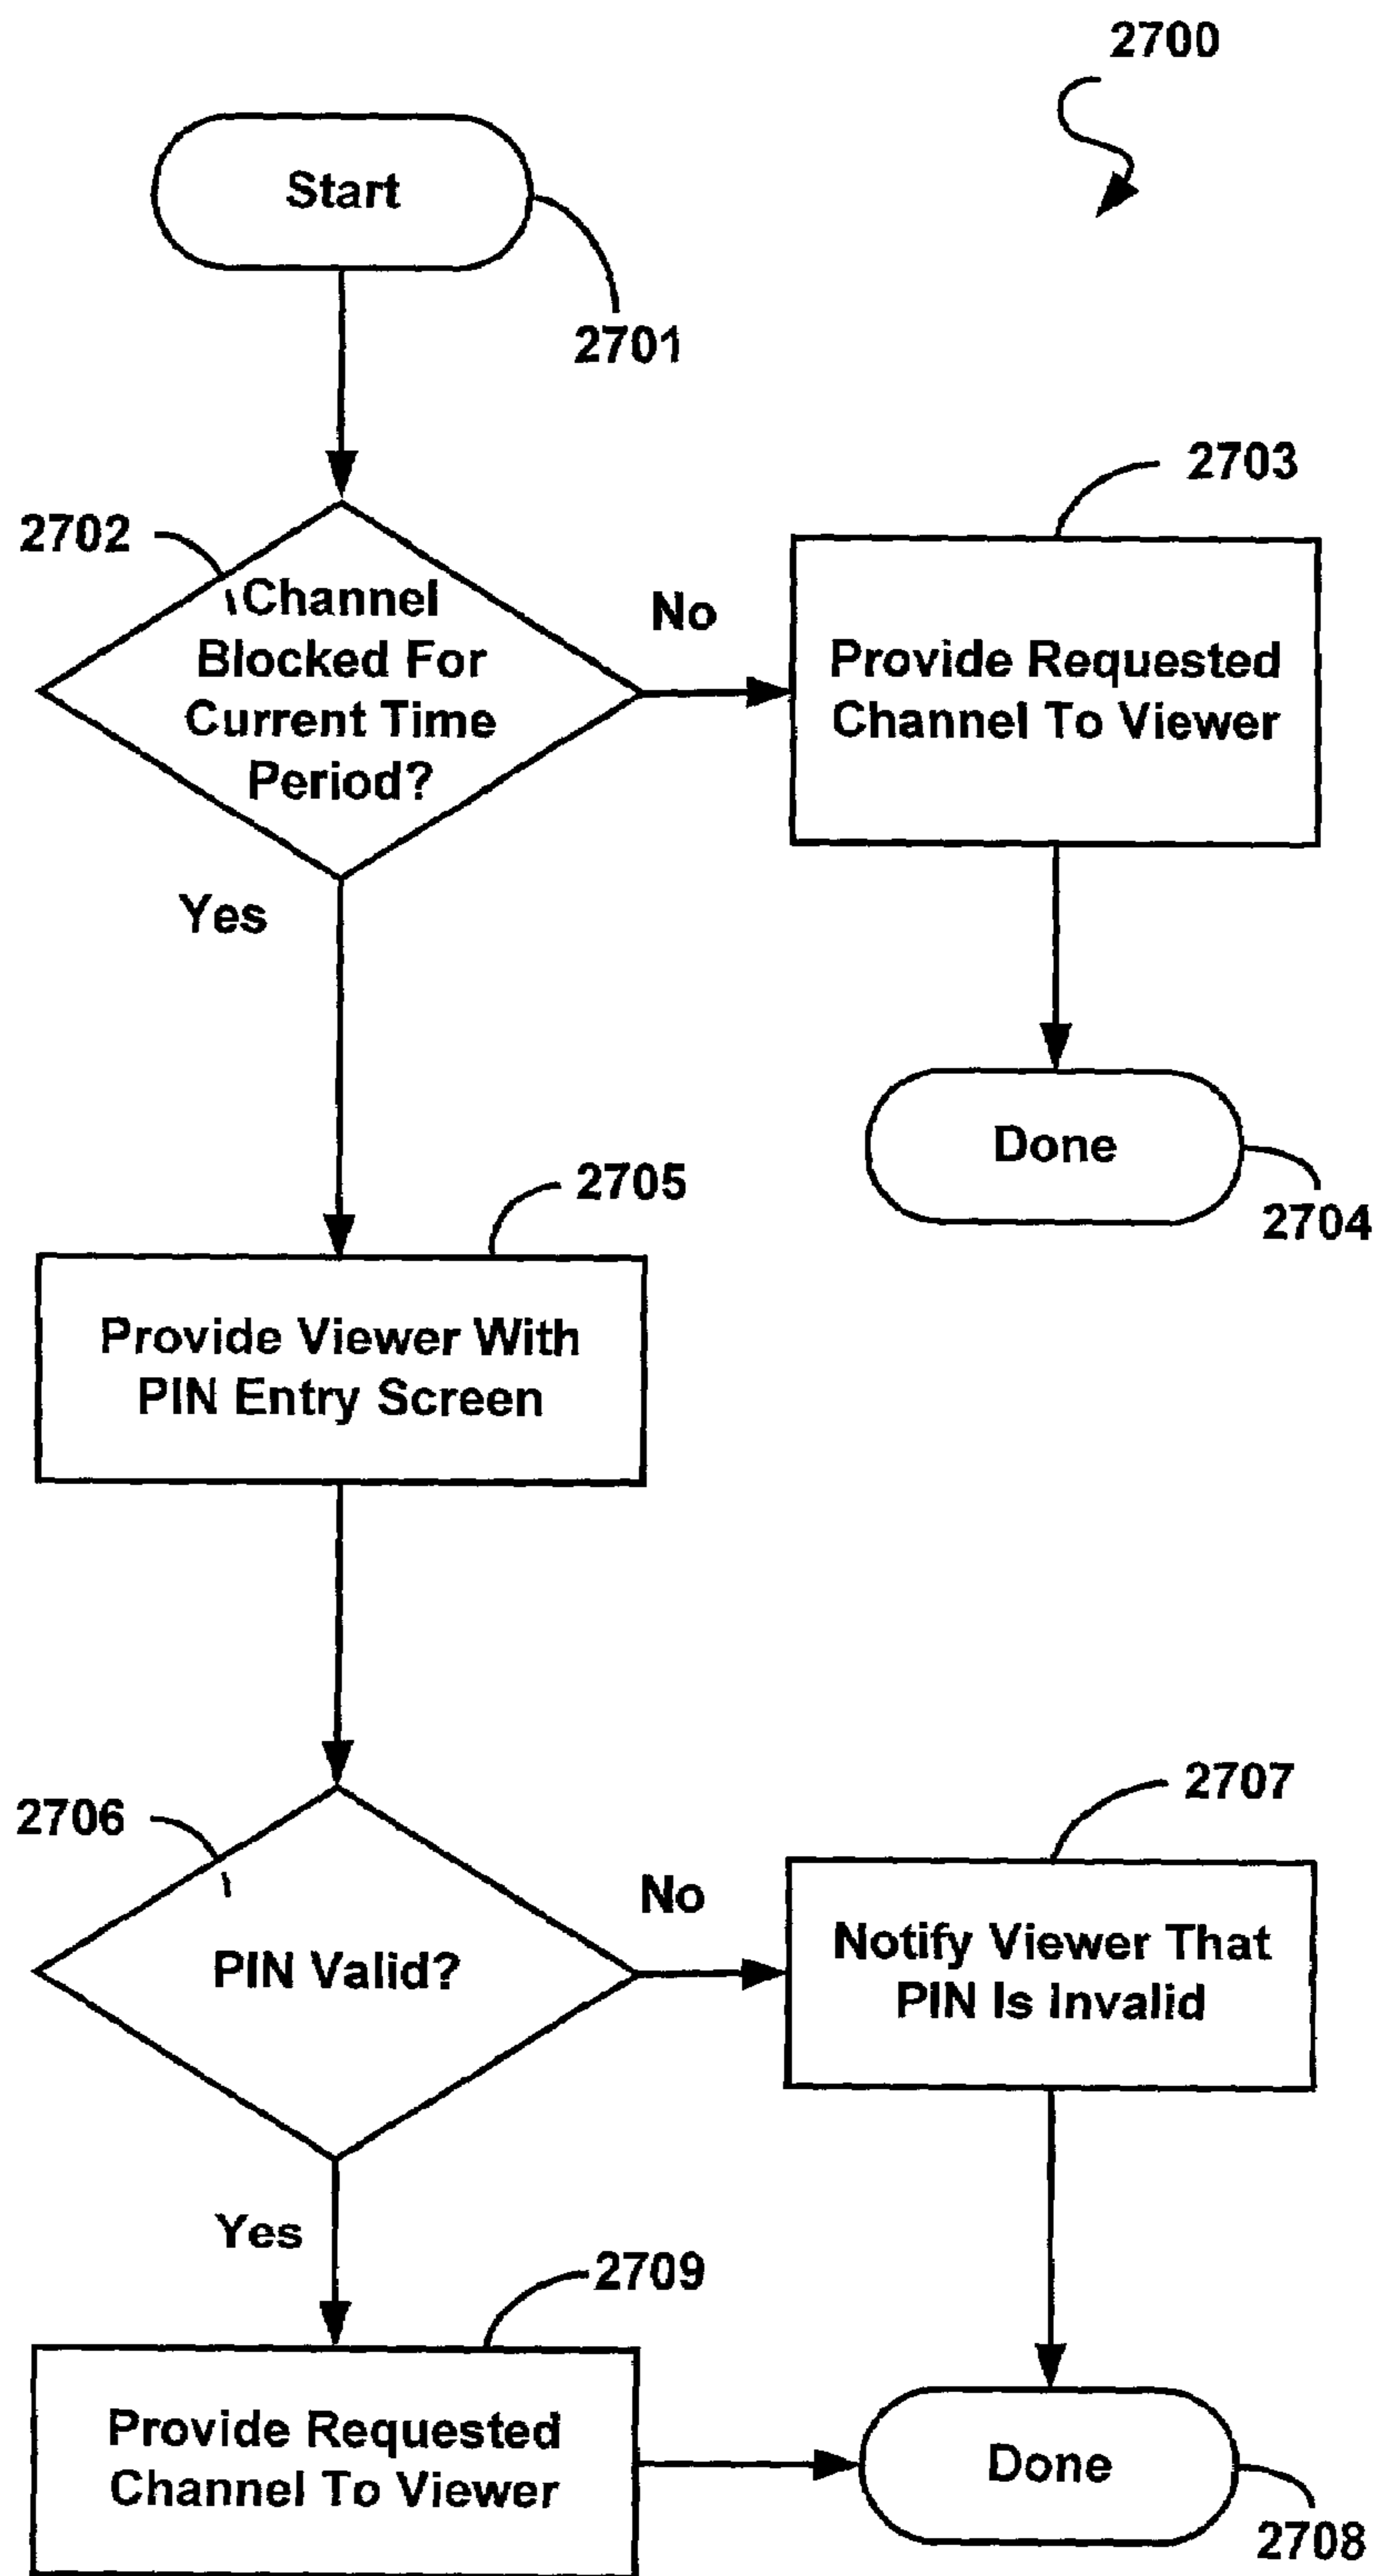 2700
Start
2701
2702
Channel
Blocked For
Current Time
Period?
No
2703
Provide Requested
Channel To Viewer
Yes
Done
2704
2705
Provide Viewer With
PIN Entry Screen
2706
PIN Valid?
No
2707
Notify Viewer That
PIN Is Invalid
Yes
2709
Provide Requested
Channel To Viewer
Done
2708